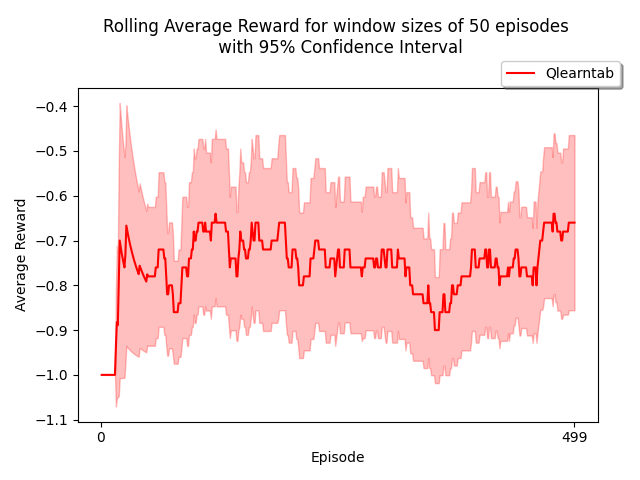 Rolling Average Reward for window sizes of 50 episodes
with 95% Confidence Interval
Qlearntab
−0.4
−0.5
−0.6
−0.7
−0.8
−0.9
−1.0
−1.1
Average Reward
0
499
Episode